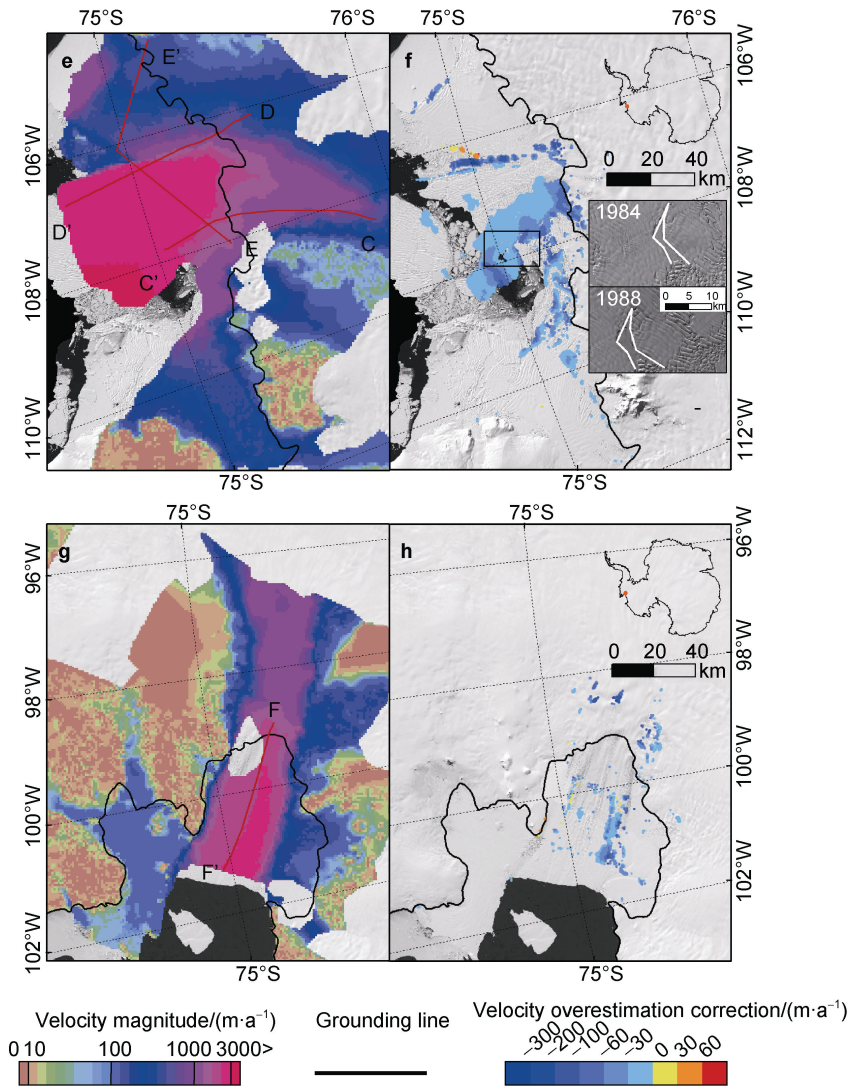 75°S
76°S
75°S
76°S
e
E'
D
D'
E
C
C'
106°W
108°W
110°W
75°S
f
106°W
108°W
110°W
112°W
0 20 40
km
1984
1988
0 5 10
km
75°S
75°S
75°S
g
F
F'
96°W
98°W
100°W
102°W
75°S
h
96°W
98°W
100°W
102°W
0 20 40
km
75°S
Velocity magnitude/(m·a⁻¹)
0 10 100 1000 3000>
Grounding line
Velocity overestimation correction/(m·a⁻¹)
−300 −200 −100 −60 −30 0 30 60